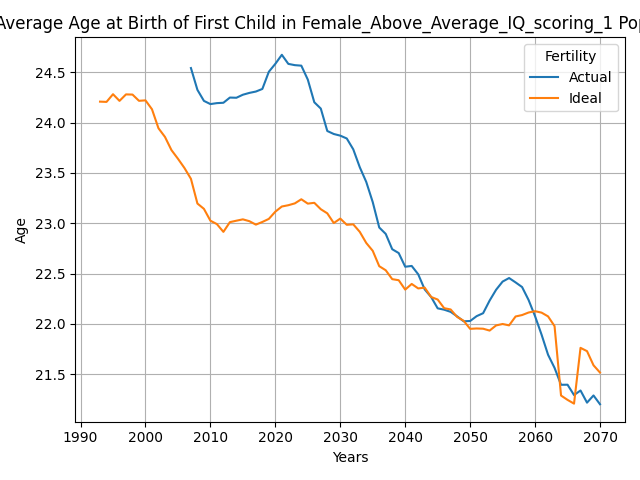 Average Age at Birth of First Child in Female_Above_Average_IQ_scoring_1
Fertility
Actual
Ideal
24.5
24.0
23.5
23.0
22.5
22.0
21.5
Age
1990 2000 2010 2020 2030 2040 2050 2060 2070
Years